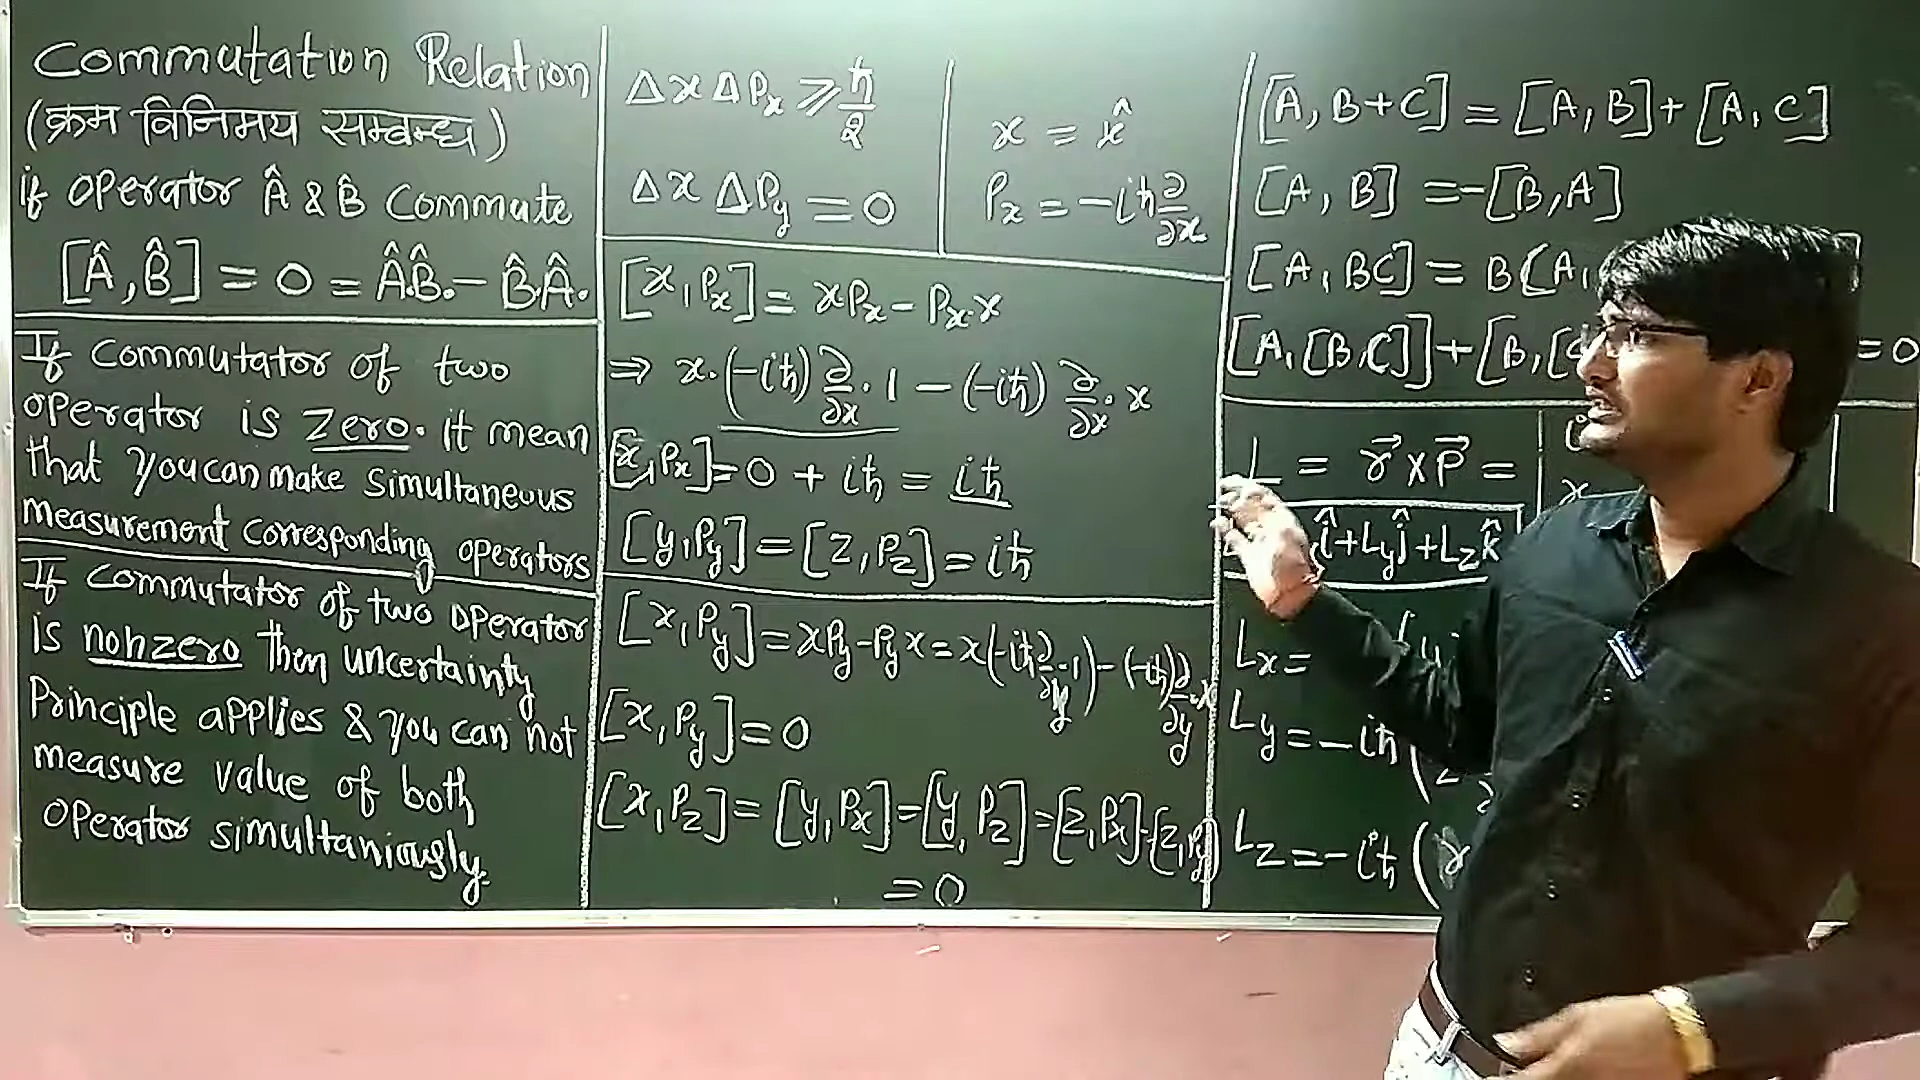 Commutation Relation
(क्रम विनिमय सम्बन्ध)
if operator Â & B̂ Commute
[Â, B̂] = 0 = Â.B̂. - B̂.Â.
If Commutator of two
operator is Zero. it mean
that you can make simultaneous
measurement corresponding operators
If Commutator of two operator
is nonzero then uncertainty
Principle applies & you can not
measure value of both
operator simultaniously.
Δx ΔPx ⩾ ħ/2
Δx ΔPy = 0
x = x̂
Px = -iħ ∂/∂x
[x, Px] = xPx - Px.x
⇒ x.(-iħ) ∂/∂x . 1 - (-iħ) ∂/∂x . x
[x, Px] = 0 + iħ = iħ
[y, Py] = [z, Pz] = iħ
[x, Py] = xPy - Py x = x(-iħ ∂/∂y . 1) - (-iħ) ∂/∂y . x
[x, Py] = 0
[x, Pz] = [y, Px] = [y, Pz] = [z, Px] = [z, Py]
= 0
[A, B+C] = [A, B] + [A, C]
[A, B] = -[B, A]
[A, BC] = B[A,
[A, [B, C]] + [B, [C = 0
L = r⃗ × P⃗ =
î + Ly ĵ + Lz k̂
Lx =
Ly = -iħ (
Lz = -iħ (